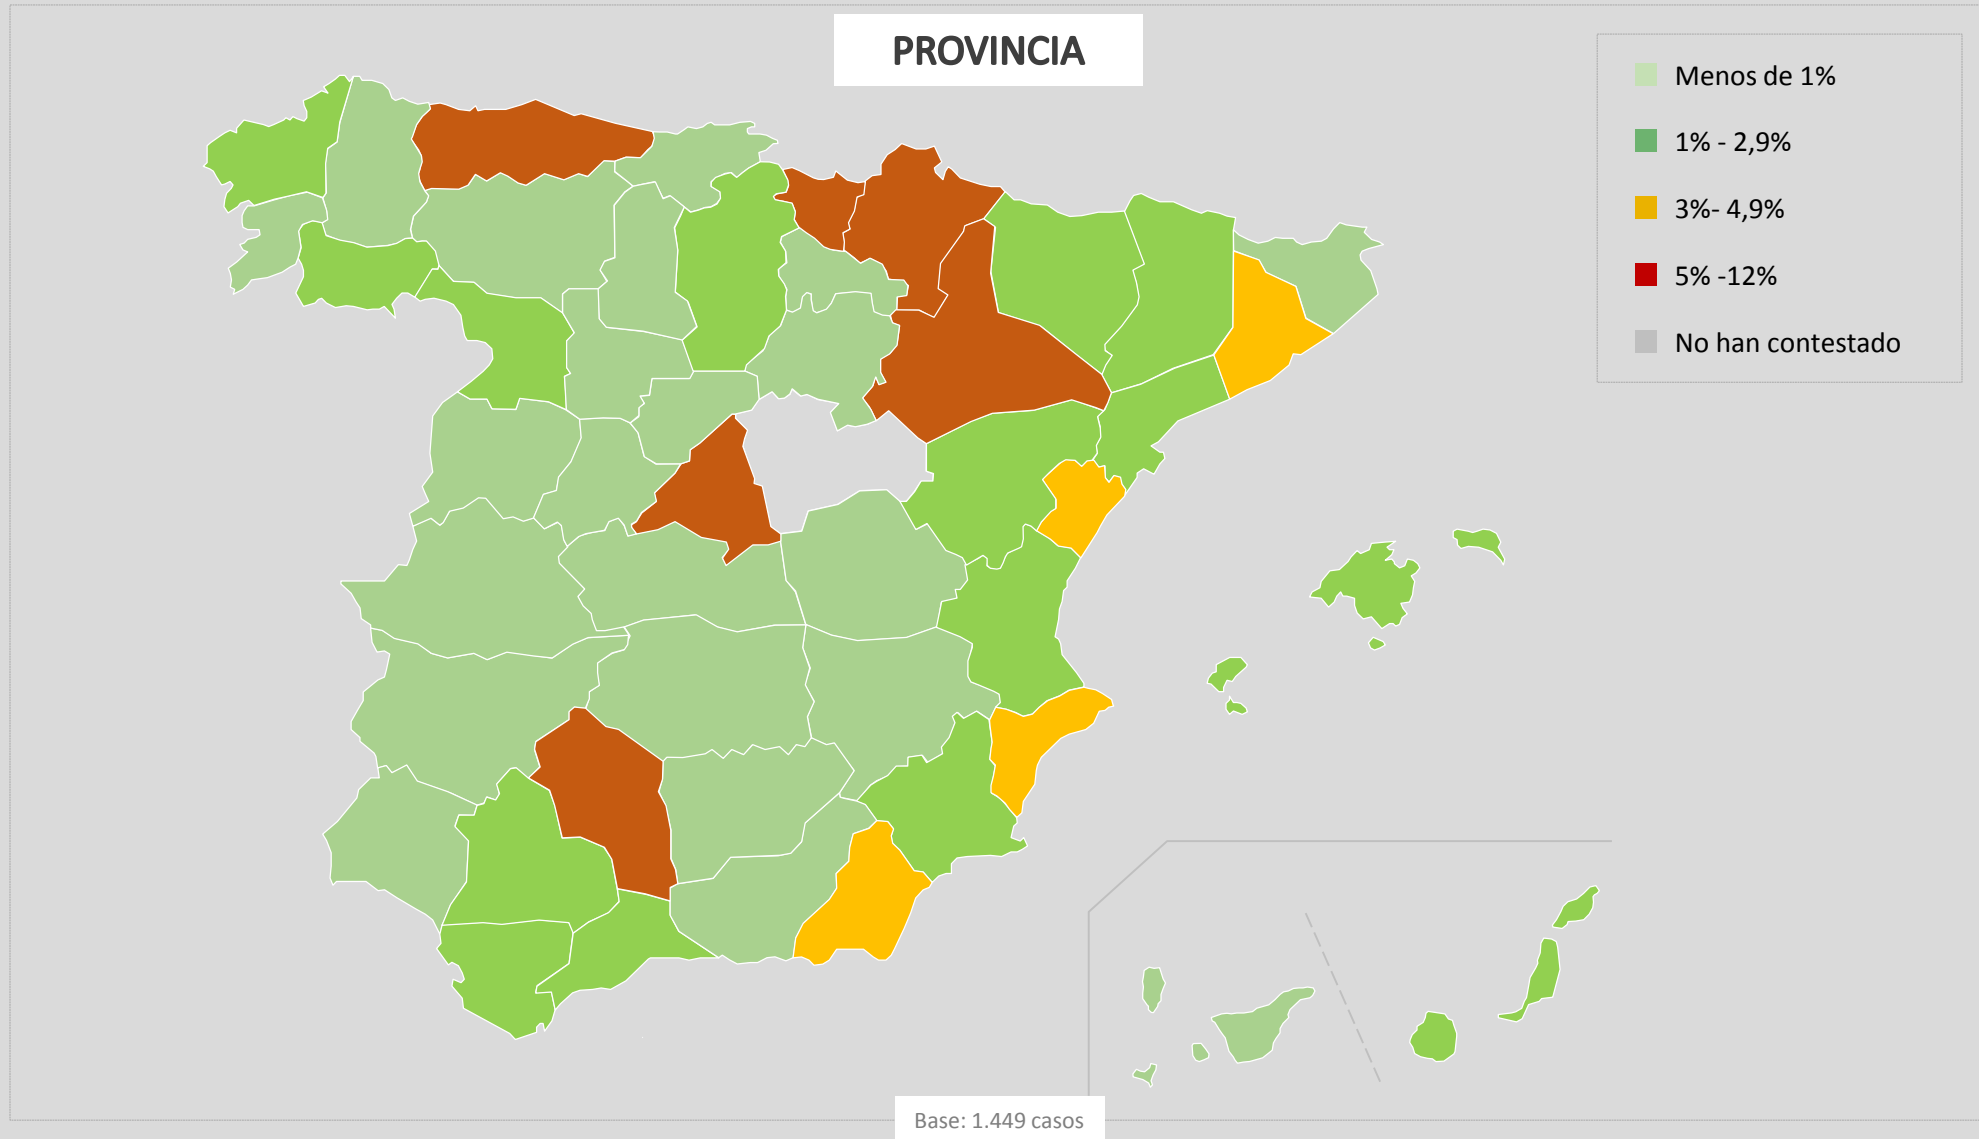 PROVINCIA
Menos de 1%
1% - 2,9%
3%- 4,9%
5% -12%
No han contestado
Base: 1.449 casos